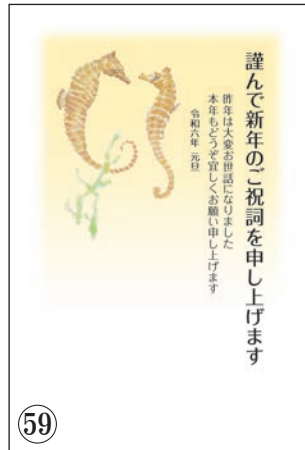 謹んで新年のご祝詞を申し上げます
昨年は大変お世話になりました
本年もどうぞ宜しくお願い申し上げます
令和六年 元旦
59